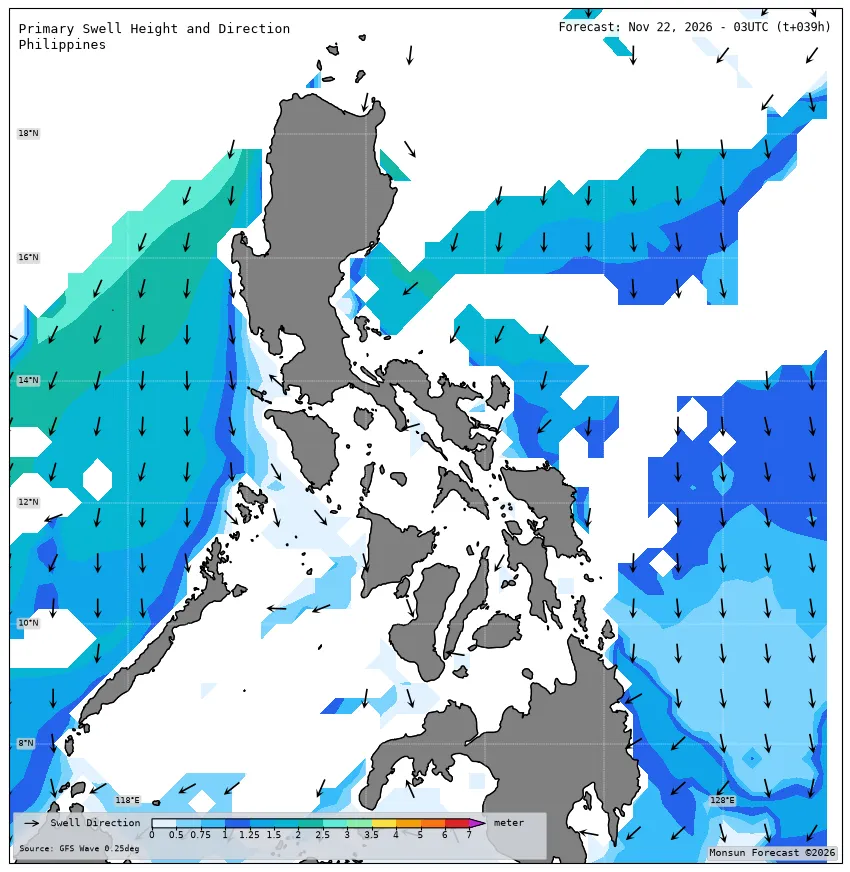 Primary Swell Height and Direction
Philippines
Forecast: Nov 22, 2026 - 03UTC (t+039h)
18°N
16°N
14°N
12°N
10°N
8°N
118°E
128°E
Swell Direction
0 0.5 0.75 1 1.25 1.5 2 2.5 3 3.5 4 5 6 7
meter
Source: GFS Wave 0.25deg
Monsun Forecast ©2026